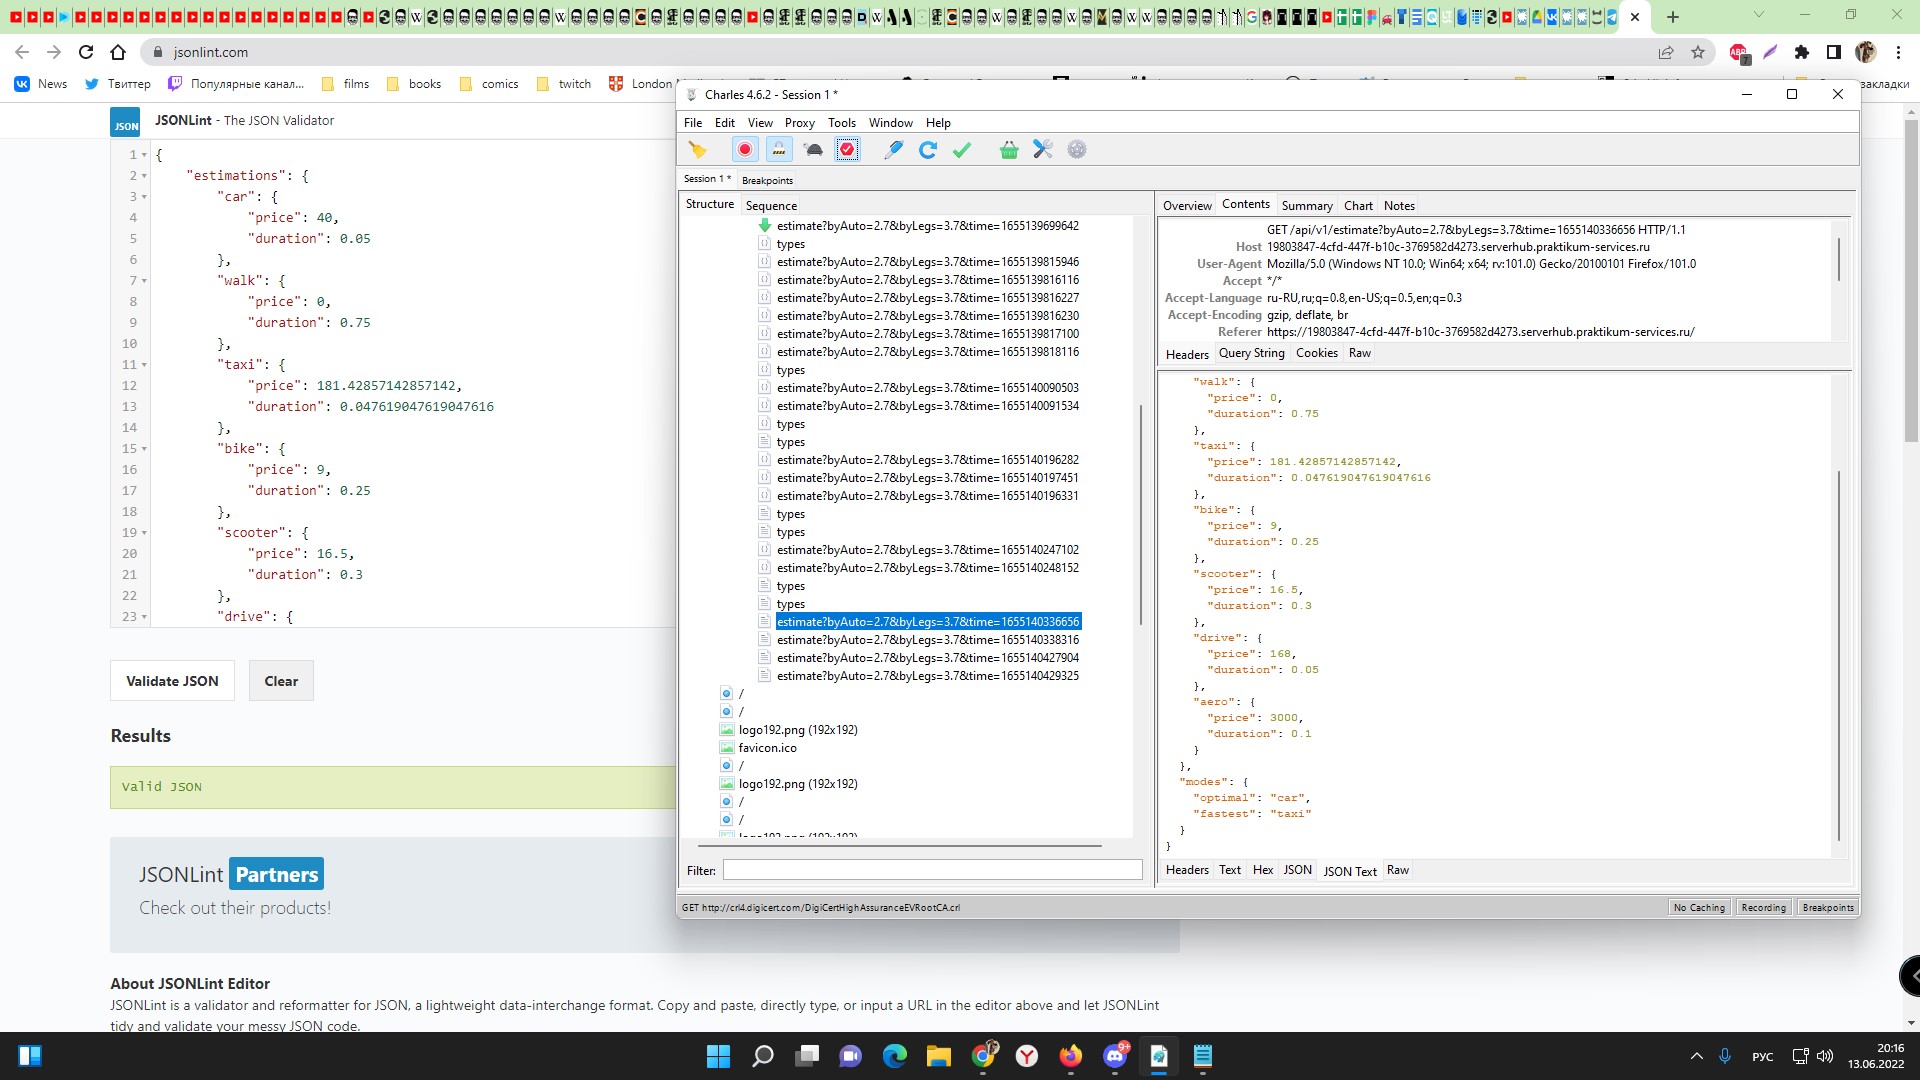 jsonlint.com
ABP
7
News
Твиттер
Популярные канал...
films
books
comics
twitch
London
закладки
JSON
JSONLint - The JSON Validator
1 {
2 "estimations": {
3 "car": {
4 "price": 40,
5 "duration": 0.05
6 },
7 "walk": {
8 "price": 0,
9 "duration": 0.75
10 },
11 "taxi": {
12 "price": 181.42857142857142,
13 "duration": 0.047619047619047616
14 },
15 "bike": {
16 "price": 9,
17 "duration": 0.25
18 },
19 "scooter": {
20 "price": 16.5,
21 "duration": 0.3
22 },
23 "drive": {
Validate JSON
Clear
Results
Valid JSON
JSONLint Partners
Check out their products!
About JSONLint Editor
JSONLint is a validator and reformatter for JSON, a lightweight data-interchange format. Copy and paste, directly type, or input a URL in the editor above and let JSONLint
tidy and validate your messy JSON code.
Charles 4.6.2 - Session 1 *
File Edit View Proxy Tools Window Help
Session 1 * Breakpoints
Structure Sequence
estimate?byAuto=2.7&byLegs=3.7&time=1655139699642
types
estimate?byAuto=2.7&byLegs=3.7&time=1655139815946
estimate?byAuto=2.7&byLegs=3.7&time=1655139816116
estimate?byAuto=2.7&byLegs=3.7&time=1655139816227
estimate?byAuto=2.7&byLegs=3.7&time=1655139816230
estimate?byAuto=2.7&byLegs=3.7&time=1655139817100
estimate?byAuto=2.7&byLegs=3.7&time=1655139818116
types
estimate?byAuto=2.7&byLegs=3.7&time=1655140090503
estimate?byAuto=2.7&byLegs=3.7&time=1655140091534
types
types
estimate?byAuto=2.7&byLegs=3.7&time=1655140196282
estimate?byAuto=2.7&byLegs=3.7&time=1655140197451
estimate?byAuto=2.7&byLegs=3.7&time=1655140196331
types
types
estimate?byAuto=2.7&byLegs=3.7&time=1655140247102
estimate?byAuto=2.7&byLegs=3.7&time=1655140248152
types
types
estimate?byAuto=2.7&byLegs=3.7&time=1655140336656
estimate?byAuto=2.7&byLegs=3.7&time=1655140338316
estimate?byAuto=2.7&byLegs=3.7&time=1655140427904
estimate?byAuto=2.7&byLegs=3.7&time=1655140429325
/
/
logo192.png (192x192)
favicon.ico
/
logo192.png (192x192)
/
/
logo192.png (192x192)
Filter:
Overview Contents Summary Chart Notes
GET /api/v1/estimate?byAuto=2.7&byLegs=3.7&time=1655140336656 HTTP/1.1
Host 19803847-4cfd-447f-b10c-3769582d4273.serverhub.praktikum-services.ru
User-Agent Mozilla/5.0 (Windows NT 10.0; Win64; x64; rv:101.0) Gecko/20100101 Firefox/101.0
Accept */*
Accept-Language ru-RU,ru;q=0.8,en-US;q=0.5,en;q=0.3
Accept-Encoding gzip, deflate, br
Referer https://19803847-4cfd-447f-b10c-3769582d4273.serverhub.praktikum-services.ru/
Headers Query String Cookies Raw
"walk": {
"price": 0,
"duration": 0.75
},
"taxi": {
"price": 181.42857142857142,
"duration": 0.047619047619047616
},
"bike": {
"price": 9,
"duration": 0.25
},
"scooter": {
"price": 16.5,
"duration": 0.3
},
"drive": {
"price": 168,
"duration": 0.05
},
"aero": {
"price": 3000,
"duration": 0.1
}
},
"modes": {
"optimal": "car",
"fastest": "taxi"
}
}
Headers Text Hex JSON JSON Text Raw
GET http://crl4.digicert.com/DigiCertHighAssuranceEVRootCA.crl
No Caching Recording Breakpoints
9+
РУС
20:16
13.06.2022